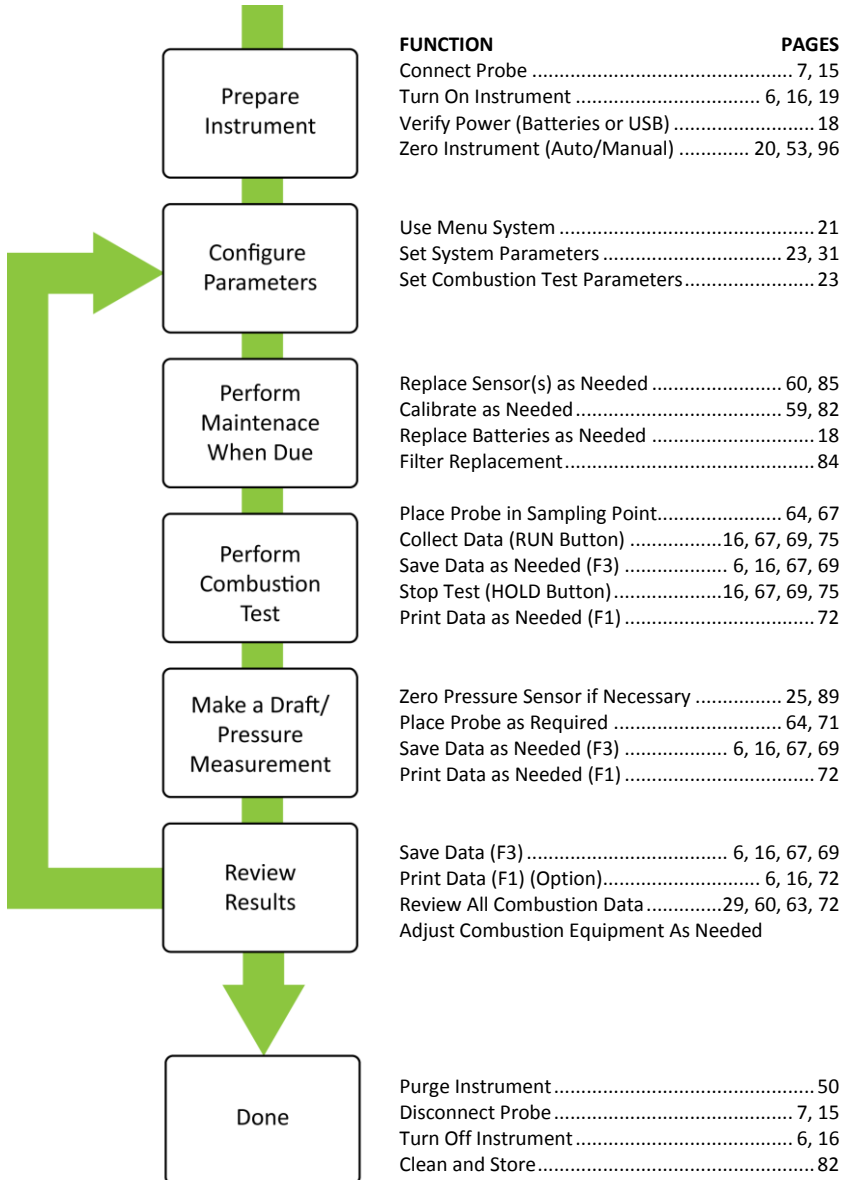 FUNCTION PAGES
Prepare
Instrument
Connect Probe ................................................ 7, 15
Turn On Instrument ....................................... 6, 16, 19
Verify Power (Batteries or USB) .......................... 18
Zero Instrument (Auto/Manual) ............. 20, 53, 96
Configure
Parameters
Use Menu System ............................................... 21
Set System Parameters ................................. 23, 31
Set Combustion Test Parameters........................ 23
Perform
Maintenace
When Due
Replace Sensor(s) as Needed ........................ 60, 85
Calibrate as Needed...................................... 59, 82
Replace Batteries as Needed .............................. 18
Filter Replacement.............................................. 84
Perform
Combustion
Test
Place Probe in Sampling Point....................... 64, 67
Collect Data (RUN Button) .................16, 67, 69, 75
Save Data as Needed (F3) ................... 6, 16, 67, 69
Stop Test (HOLD Button)....................16, 67, 69, 75
Print Data as Needed (F1)................................... 72
Make a Draft/
Pressure
Measurement
Zero Pressure Sensor if Necessary ................ 25, 89
Place Probe as Required ............................... 64, 71
Save Data as Needed (F3) ................... 6, 16, 67, 69
Print Data as Needed (F1)................................... 72
Review
Results
Save Data (F3)..................................... 6, 16, 67, 69
Print Data (F1) (Option)............................. 6, 16, 72
Review All Combustion Data.............29, 60, 63, 72
Adjust Combustion Equipment As Needed
Done
Purge Instrument................................................ 50
Disconnect Probe............................................ 7, 15
Turn Off Instrument........................................ 6, 16
Clean and Store................................................... 82